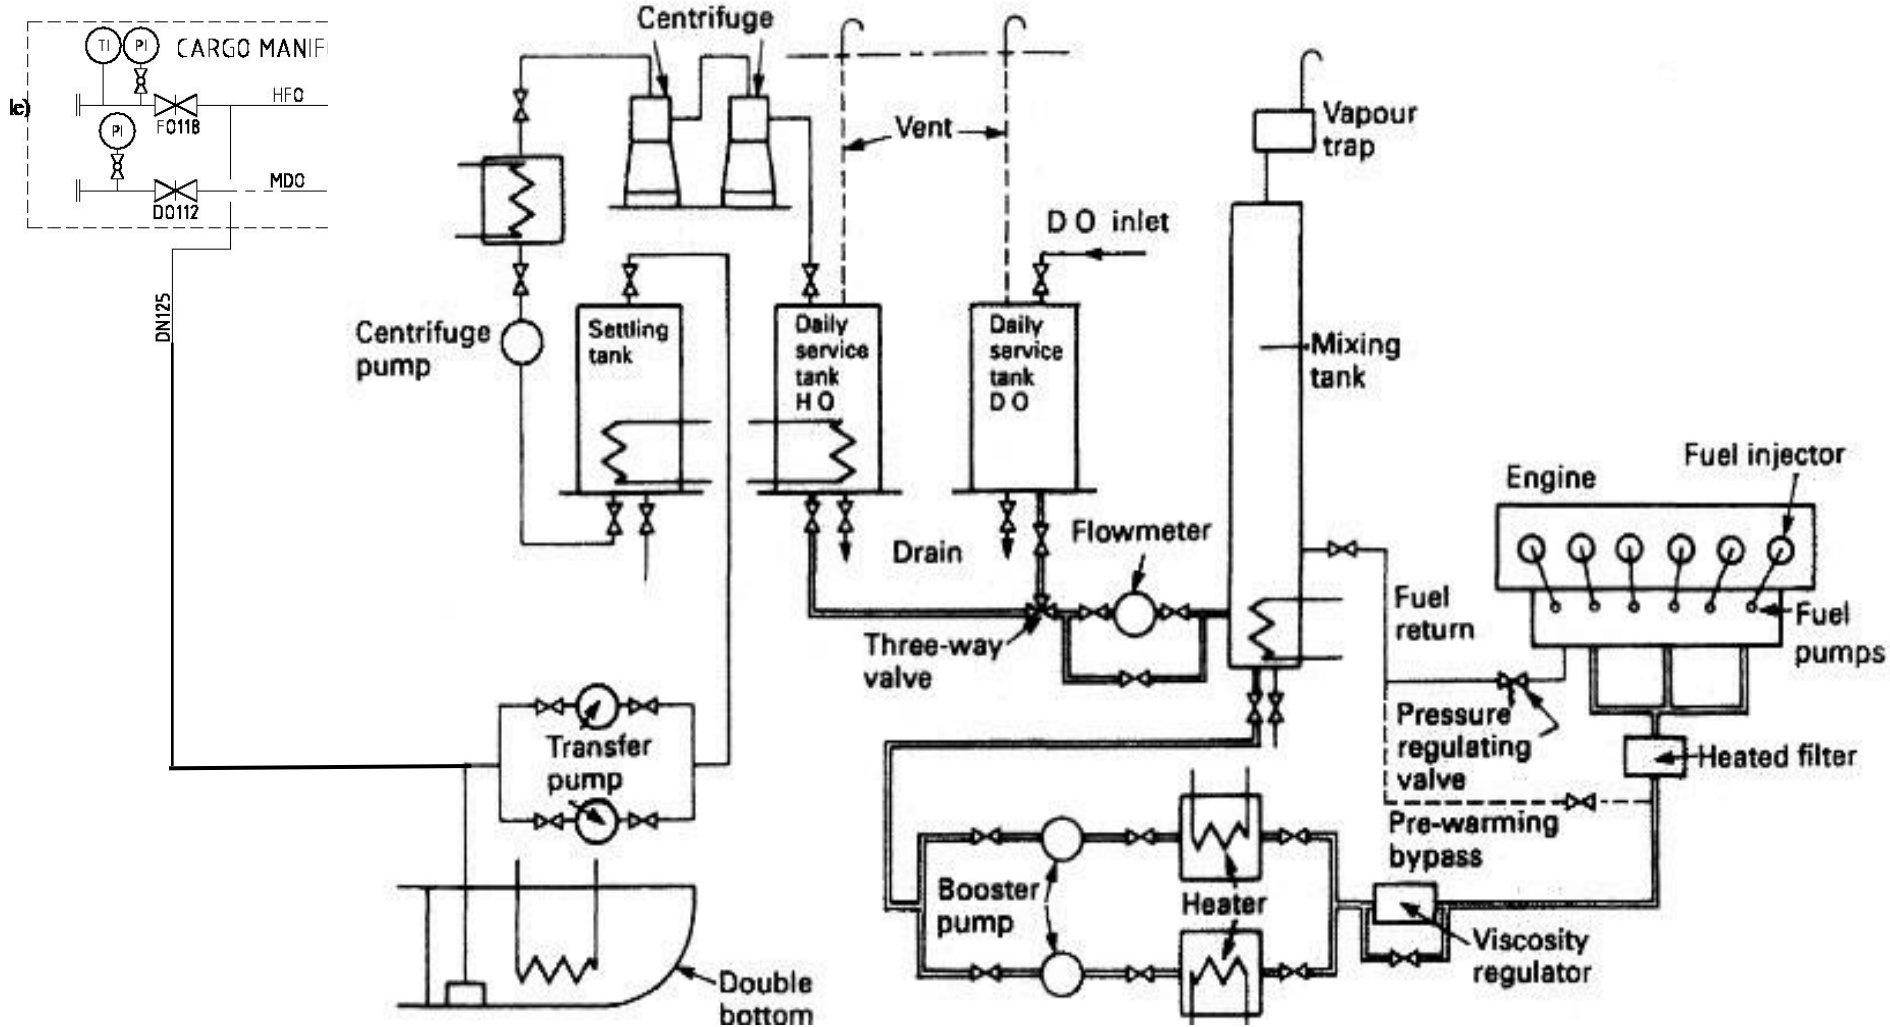 Centrifuge
TI
PI
CARGO MANIF
HFO
FO118
PI
MDO
DO112
DN125
Vent
Vapour
trap
D O inlet
Centrifuge
pump
Settling
tank
Daily
service
tank
H O
Daily
service
tank
D O
Mixing
tank
Drain
Flowmeter
Three-way
valve
Engine
Fuel injector
Fuel
return
Fuel
pumps
Pressure
regulating
valve
Heated filter
Pre-warming
bypass
Transfer
pump
Booster
pump
Heater
Viscosity
regulator
Double
bottom